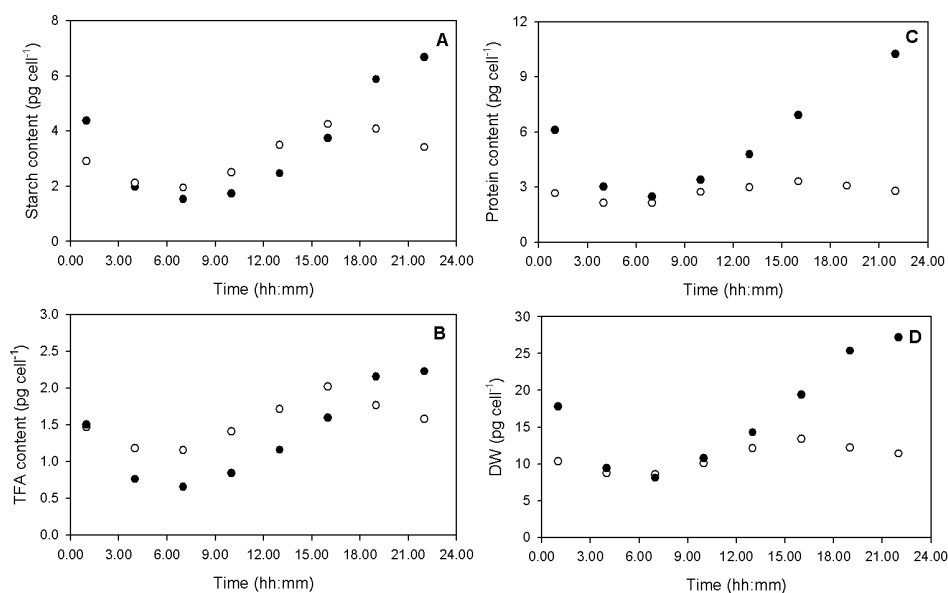 A
Starch content (pg cell⁻¹)
8
6
4
2
0
0.00 3.00 6.00 9.00 12.00 15.00 18.00 21.00 24.00
Time (hh:mm)
C
Protein content (pg cell⁻¹)
12
9
6
3
0
0.00 3.00 6.00 9.00 12.00 15.00 18.00 21.00 24.00
Time (hh:mm)
B
TFA content (pg cell⁻¹)
3.0
2.5
2.0
1.5
1.0
0.5
0.0
0.00 3.00 6.00 9.00 12.00 15.00 18.00 21.00 24.00
Time (hh:mm)
D
DW (pg cell⁻¹)
30
25
20
15
10
5
0
0.00 3.00 6.00 9.00 12.00 15.00 18.00 21.00 24.00
Time (hh:mm)